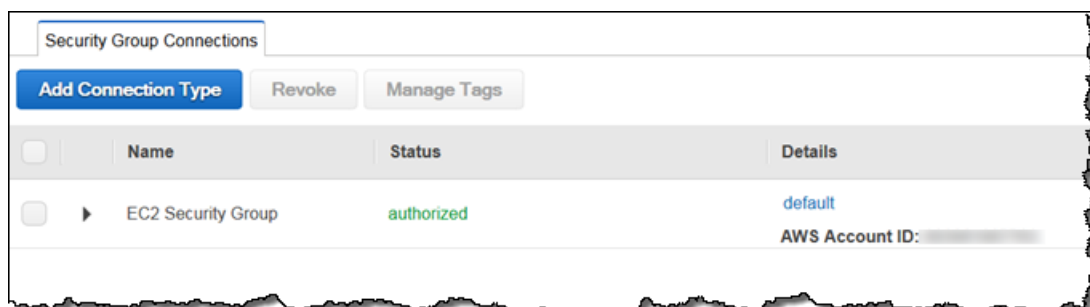 Security Group Connections
Add Connection Type Revoke Manage Tags
Name Status Details
EC2 Security Group authorized default
AWS Account ID: